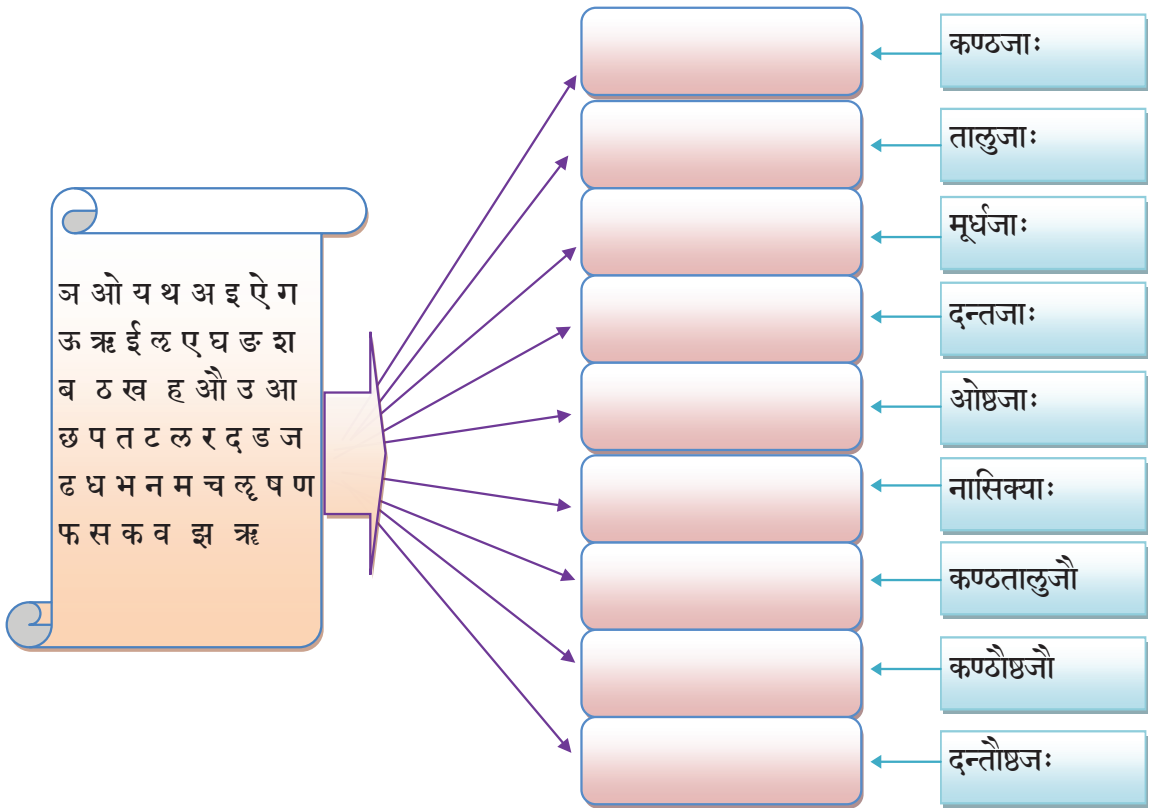 ञ ओ य थ अ इ ऐ ग
ऊ ऋ ई ऌ ए घ ङ श
ब ठ ख ह औ उ आ
छ प त ट ल र द ड ज
ढ ध भ न म च ॡ ष ण
फ स क व झ ॠ
कण्ठजाः
तालुजाः
मूर्धजाः
दन्तजाः
ओष्ठजाः
नासिक्याः
कण्ठतालुजौ
कण्ठौष्ठजौ
दन्तौष्ठजः